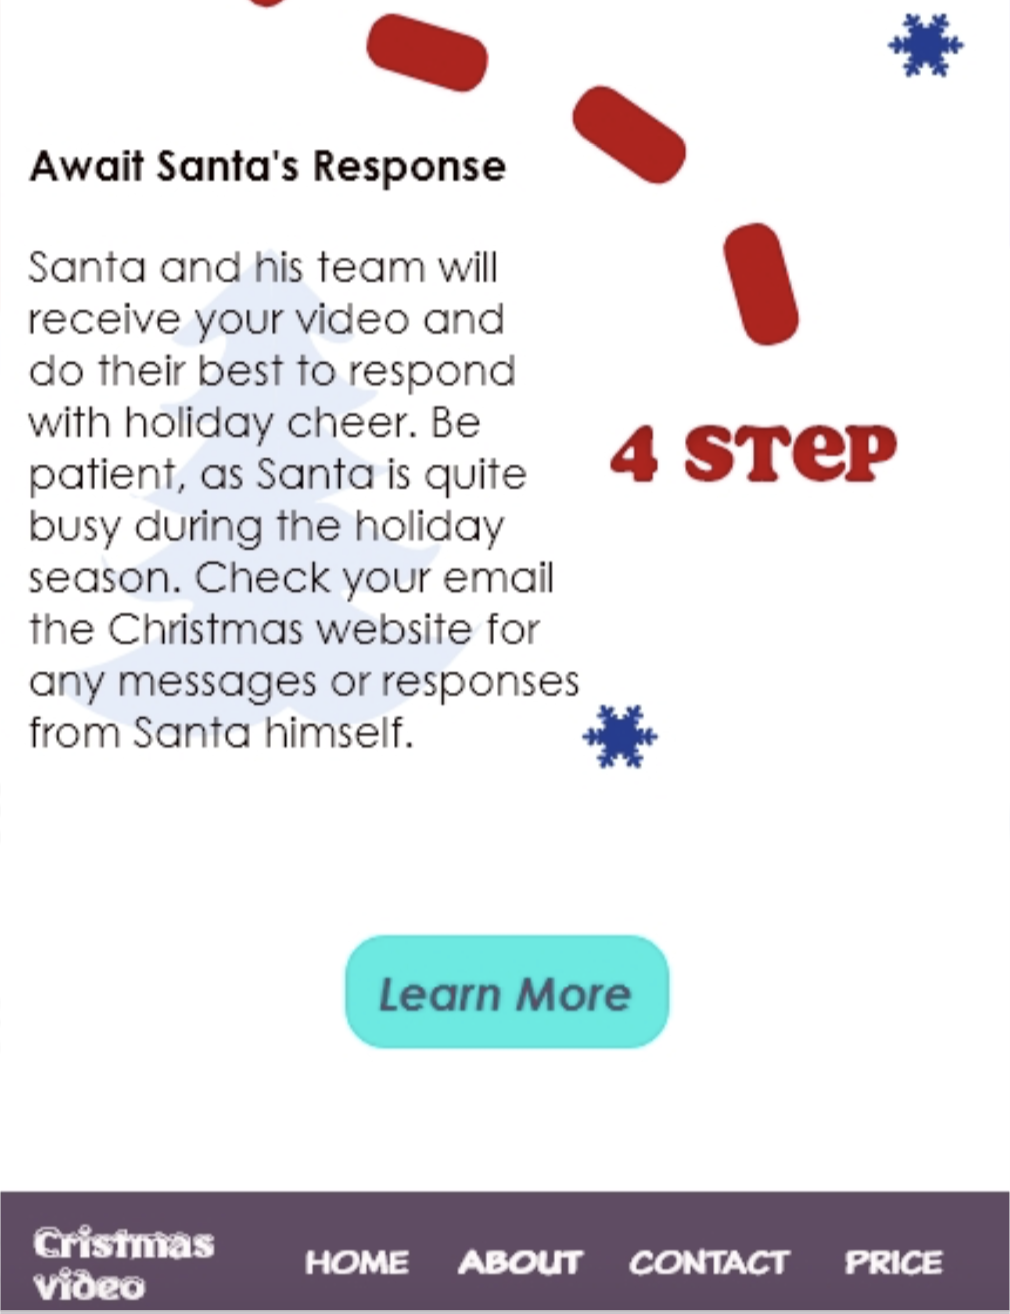 Await Santa's Response
Santa and his team will
receive your video and
do their best to respond
with holiday cheer. Be
patient, as Santa is quite
busy during the holiday
season. Check your email
the Christmas website for
any messages or responses
from Santa himself.
4 STeP
Learn More
Cristmas
video
HOME ABOUT CONTACT PRICE